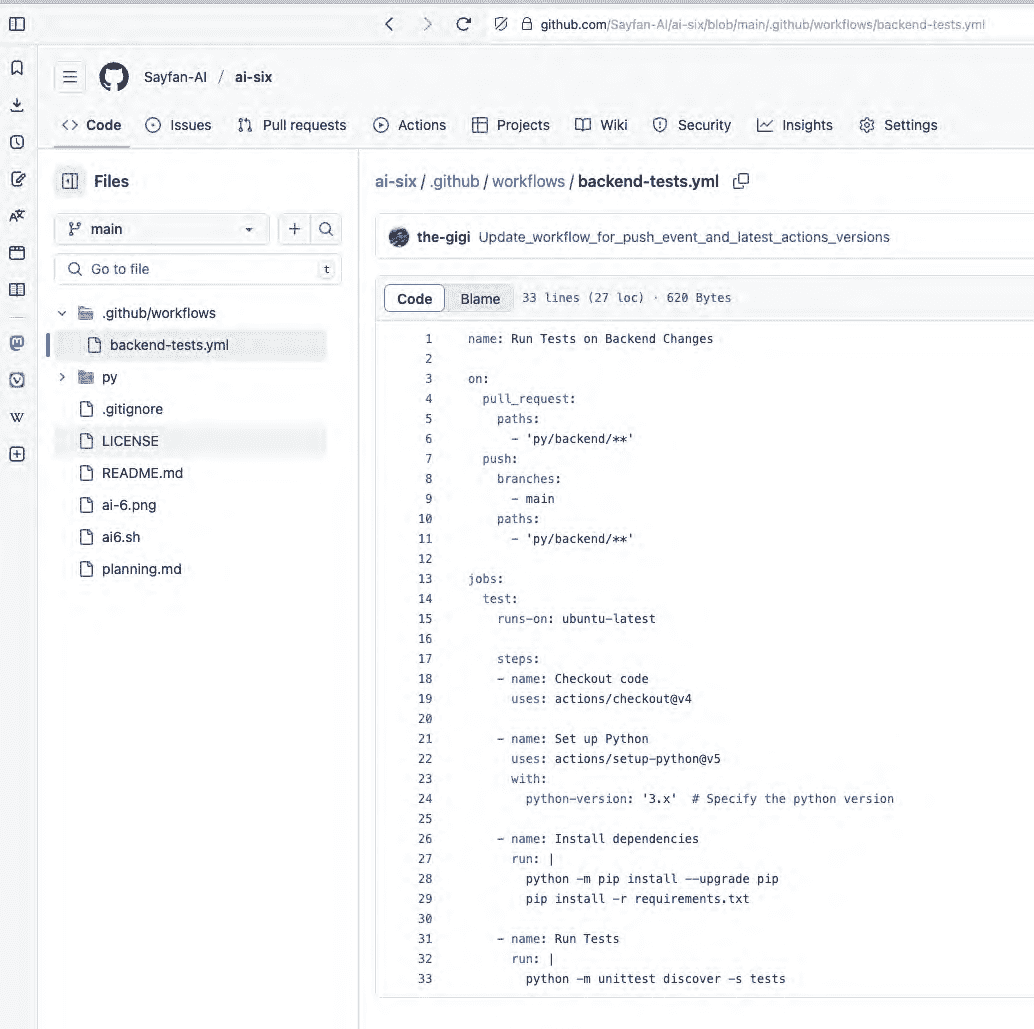 github.com/Sayfan-AI/ai-six/blob/main/.github/workflows/backend-tests.yml
Sayfan-AI / ai-six
Code Issues Pull requests Actions Projects Wiki Security Insights Settings
Files
main
Go to file t
.github/workflows
backend-tests.yml
py
.gitignore
LICENSE
README.md
ai-6.png
ai6.sh
planning.md
ai-six / .github / workflows / backend-tests.yml
the-gigi Update_workflow_for_push_event_and_latest_actions_versions
Code Blame 33 lines (27 loc) · 620 Bytes
1 name: Run Tests on Backend Changes
2
3 on:
4   pull_request:
5     paths:
6       - 'py/backend/**'
7   push:
8     branches:
9       - main
10     paths:
11       - 'py/backend/**'
12
13 jobs:
14   test:
15     runs-on: ubuntu-latest
16
17     steps:
18     - name: Checkout code
19       uses: actions/checkout@v4
20
21     - name: Set up Python
22       uses: actions/setup-python@v5
23       with:
24         python-version: '3.x'  # Specify the python version
25
26     - name: Install dependencies
27       run: |
28         python -m pip install --upgrade pip
29         pip install -r requirements.txt
30
31     - name: Run Tests
32       run: |
33         python -m unittest discover -s tests